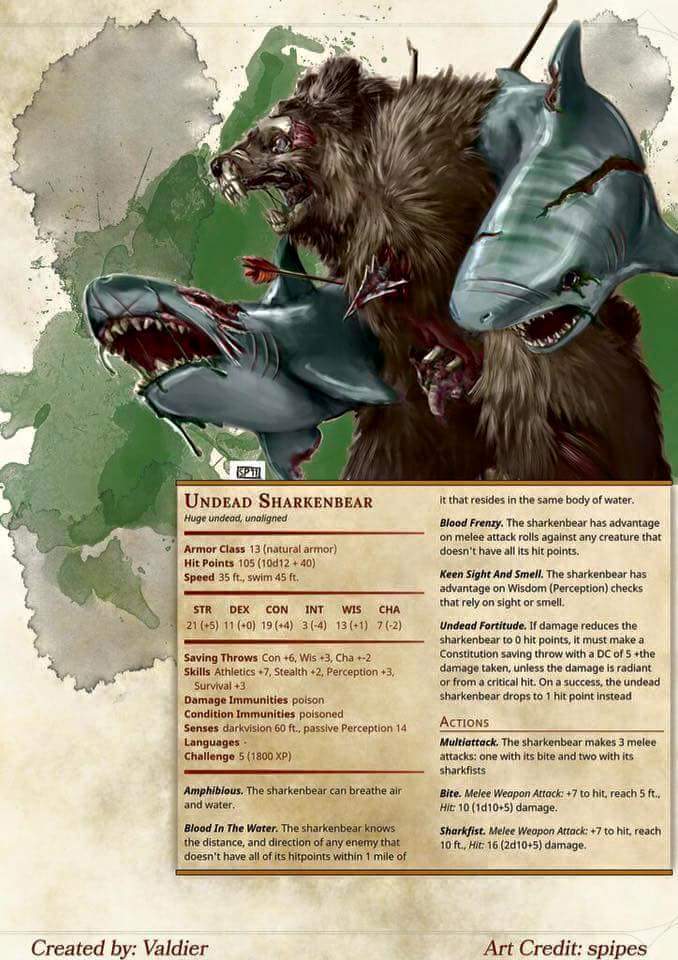 SP11
Undead Sharkenbear
Huge undead, unaligned
Armor Class 13 (natural armor)
Hit Points 105 (10d12 + 40)
Speed 35 ft., swim 45 ft.
STR DEX CON INT WIS CHA
21 (+5) 11 (+0) 19 (+4) 3 (-4) 13 (+1) 7 (-2)
Saving Throws Con +6, Wis +3, Cha +-2
Skills Athletics +7, Stealth +2, Perception +3,
Survival +3
Damage Immunities poison
Condition Immunities poisoned
Senses darkvision 60 ft., passive Perception 14
Languages -
Challenge 5 (1800 XP)
Amphibious. The sharkenbear can breathe air
and water.
Blood In The Water. The sharkenbear knows
the distance, and direction of any enemy that
doesn't have all of its hitpoints within 1 mile of
it that resides in the same body of water.
Blood Frenzy. The sharkenbear has advantage
on melee attack rolls against any creature that
doesn't have all its hit points.
Keen Sight And Smell. The sharkenbear has
advantage on Wisdom (Perception) checks
that rely on sight or smell.
Undead Fortitude. If damage reduces the
sharkenbear to 0 hit points, it must make a
Constitution saving throw with a DC of 5 +the
damage taken, unless the damage is radiant
or from a critical hit. On a success, the undead
sharkenbear drops to 1 hit point instead
Actions
Multiattack. The sharkenbear makes 3 melee
attacks: one with its bite and two with its
sharkfists
Bite. Melee Weapon Attack: +7 to hit, reach 5 ft.,
Hit: 10 (1d10+5) damage.
Sharkfist. Melee Weapon Attack: +7 to hit, reach
10 ft., Hit: 16 (2d10+5) damage.
Created by: Valdier
Art Credit: spipes